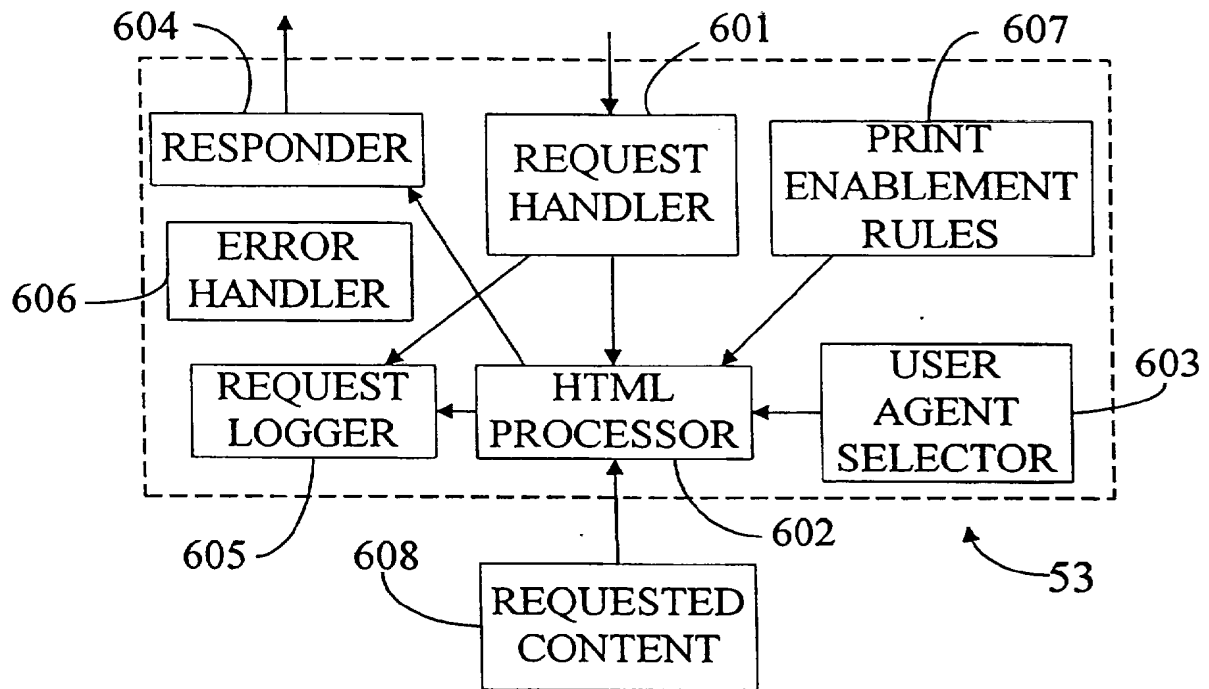 604
601
607
RESPONDER
REQUEST
HANDLER
PRINT
ENABLEMENT
RULES
ERROR
HANDLER
606
REQUEST
LOGGER
HTML
PROCESSOR
USER
AGENT
SELECTOR
603
605
608
602
53
REQUESTED
CONTENT